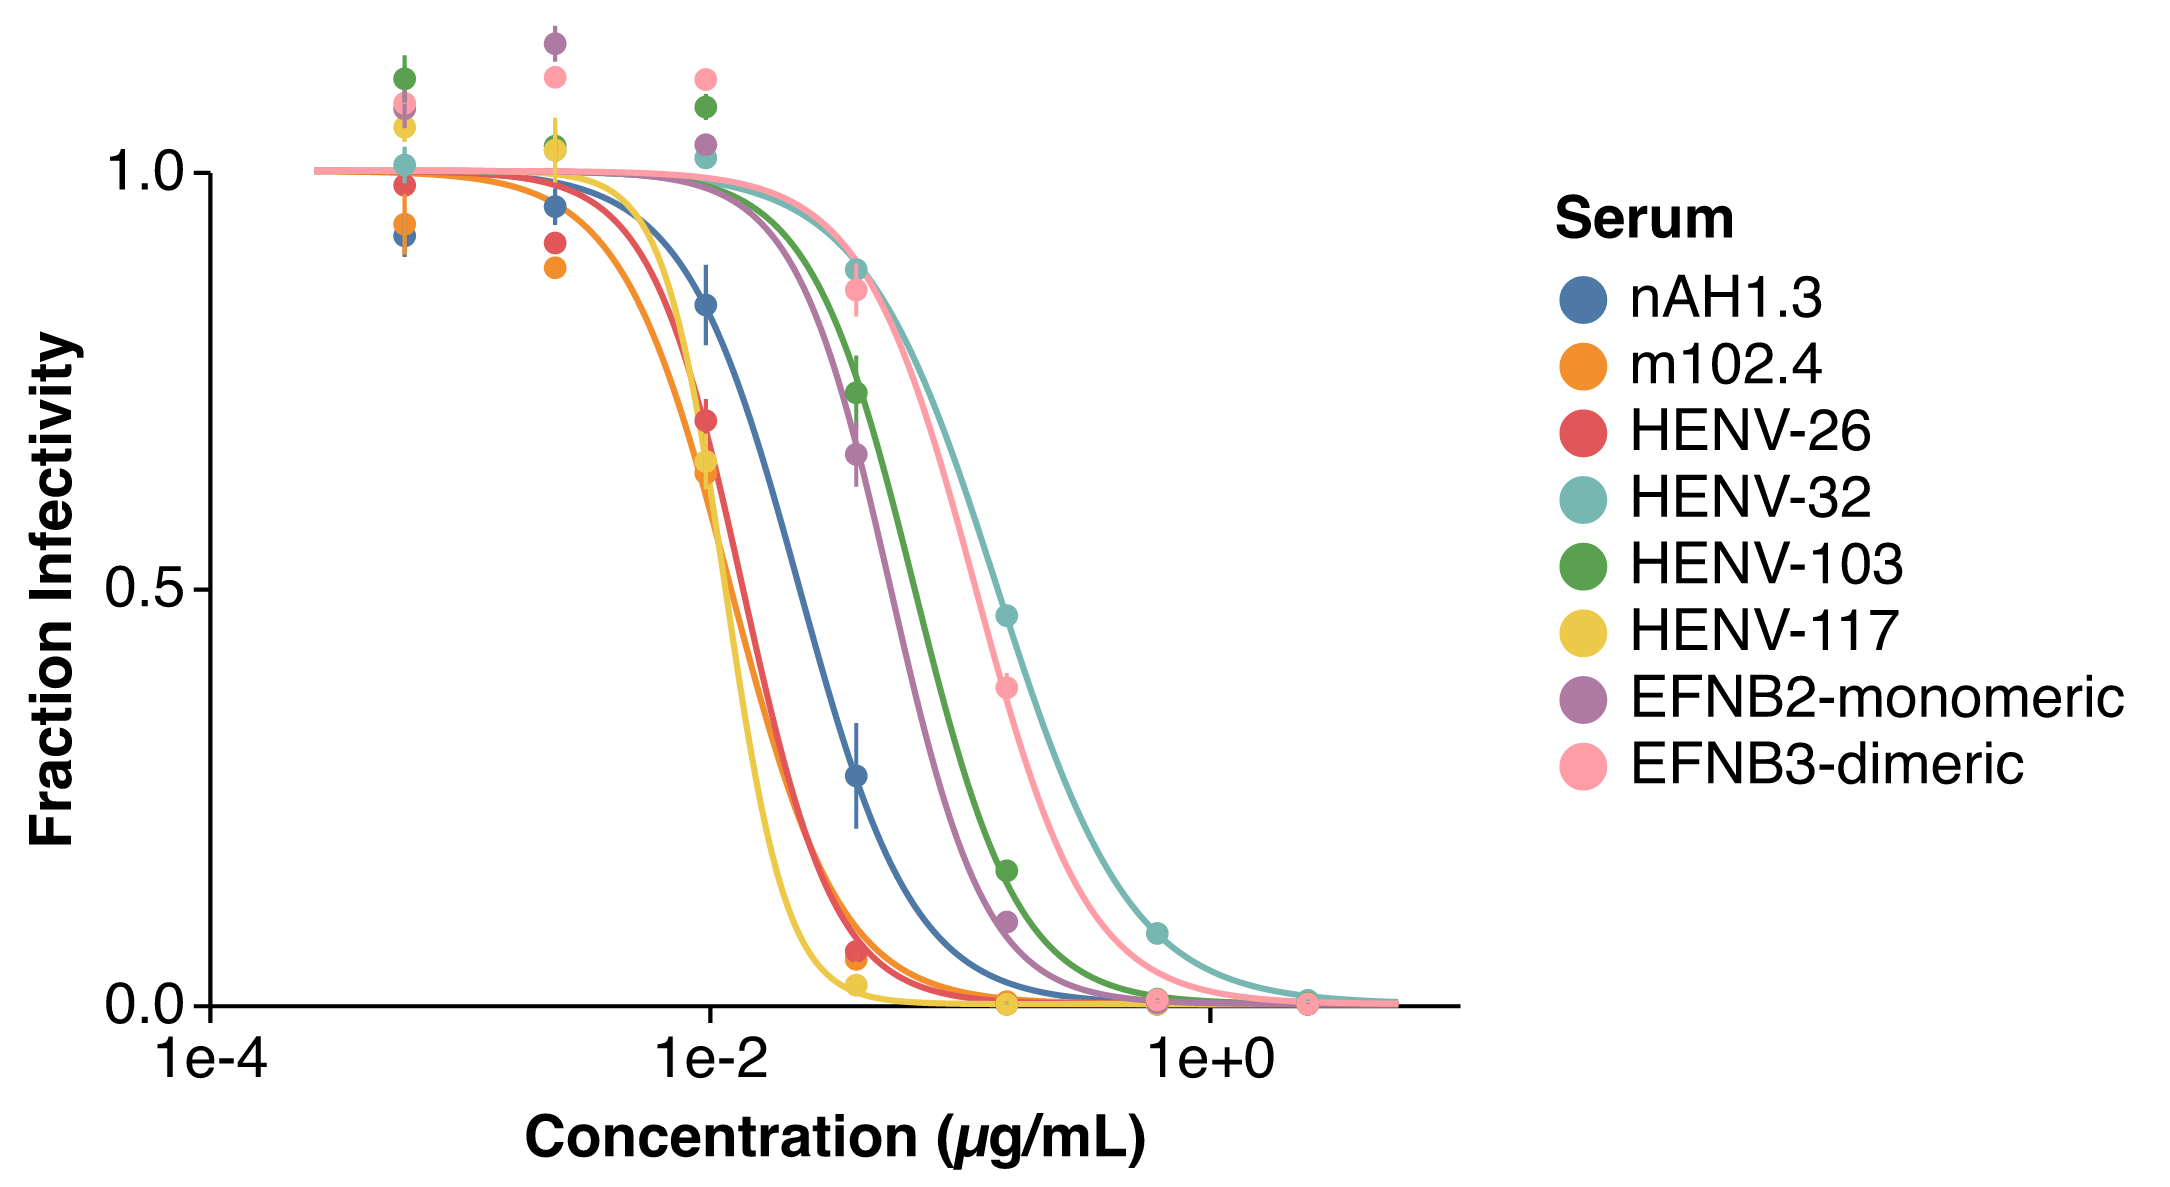 Fraction Infectivity
1.0
0.5
0.0
1e-4
1e-2
1e+0
Concentration (µg/mL)
Serum
nAH1.3
m102.4
HENV-26
HENV-32
HENV-103
HENV-117
EFNB2-monomeric
EFNB3-dimeric